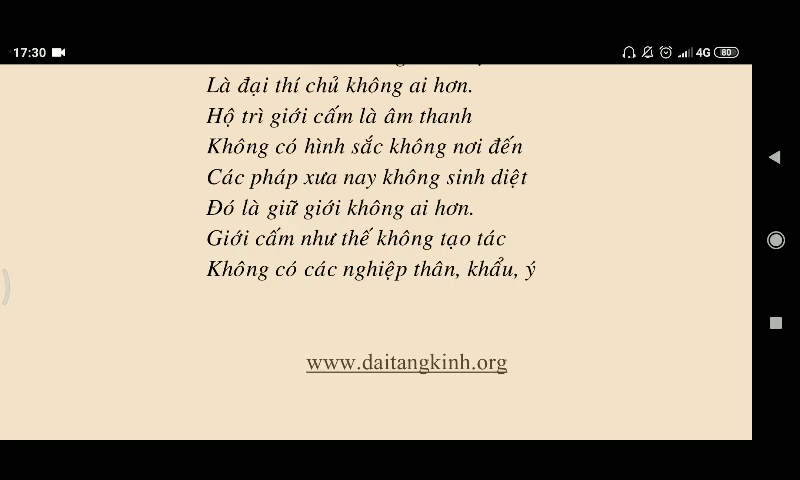 17:30
4G 80
Là đại thí chủ không ai hơn.
Hộ trì giới cấm là âm thanh
Không có hình sắc không nơi đến
Các pháp xưa nay không sinh diệt
Đó là giữ giới không ai hơn.
Giới cấm như thế không tạo tác
Không có các nghiệp thân, khẩu, ý
www.daitangkinh.org